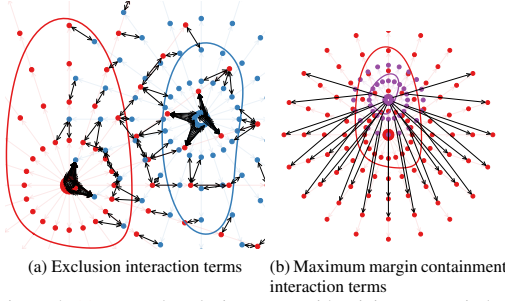 (a) Exclusion interaction terms
(b) Maximum margin containment
interaction terms